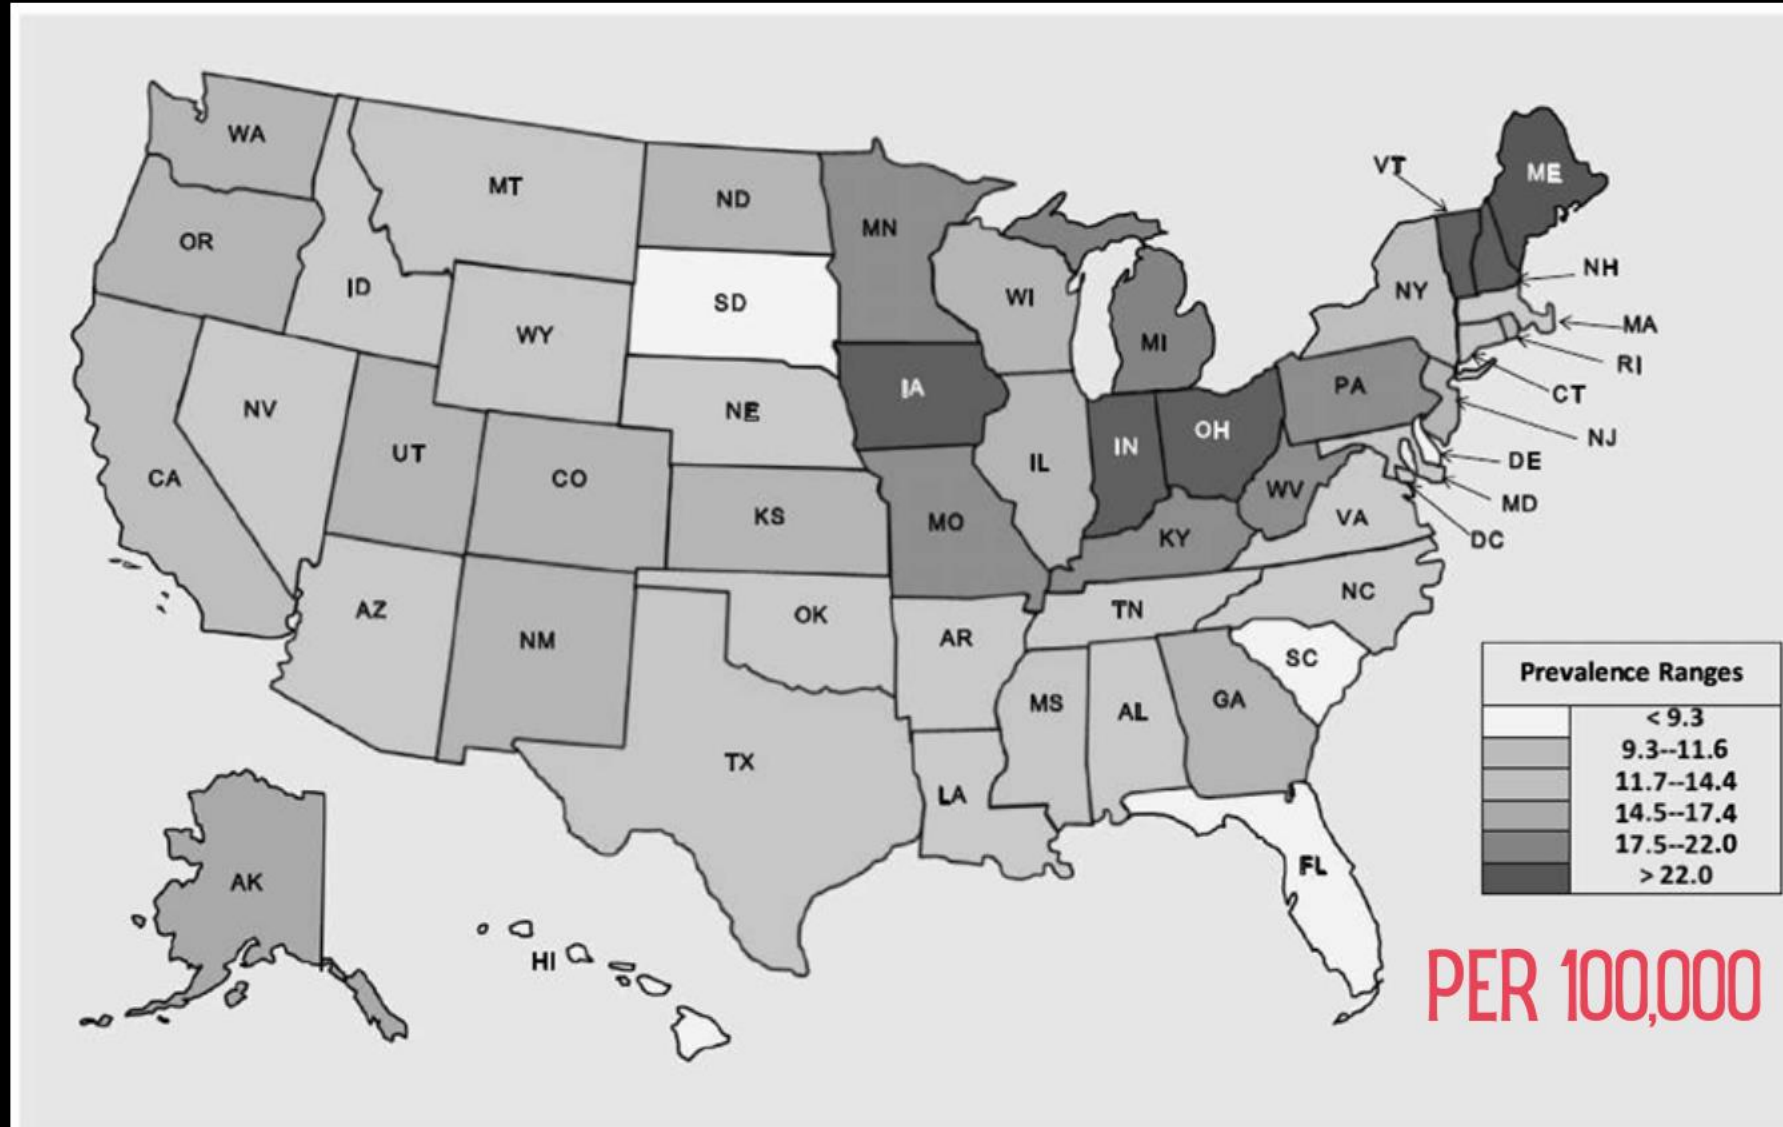 WA
MT
ND
MN
VT
ME
OR
ID
SD
WI
NH
NY
WY
MI
MA
RI
NV
NE
IA
PA
CT
NJ
UT
CO
IN
OH
CA
IL
DE
KS
MO
WV
MD
KY
VA
DC
AZ
NM
OK
AR
TN
NC
SC
MS
AL
GA
TX
LA
FL
AK
HI
Prevalence Ranges
< 9.3
9.3--11.6
11.7--14.4
14.5--17.4
17.5--22.0
> 22.0
PER 100,000